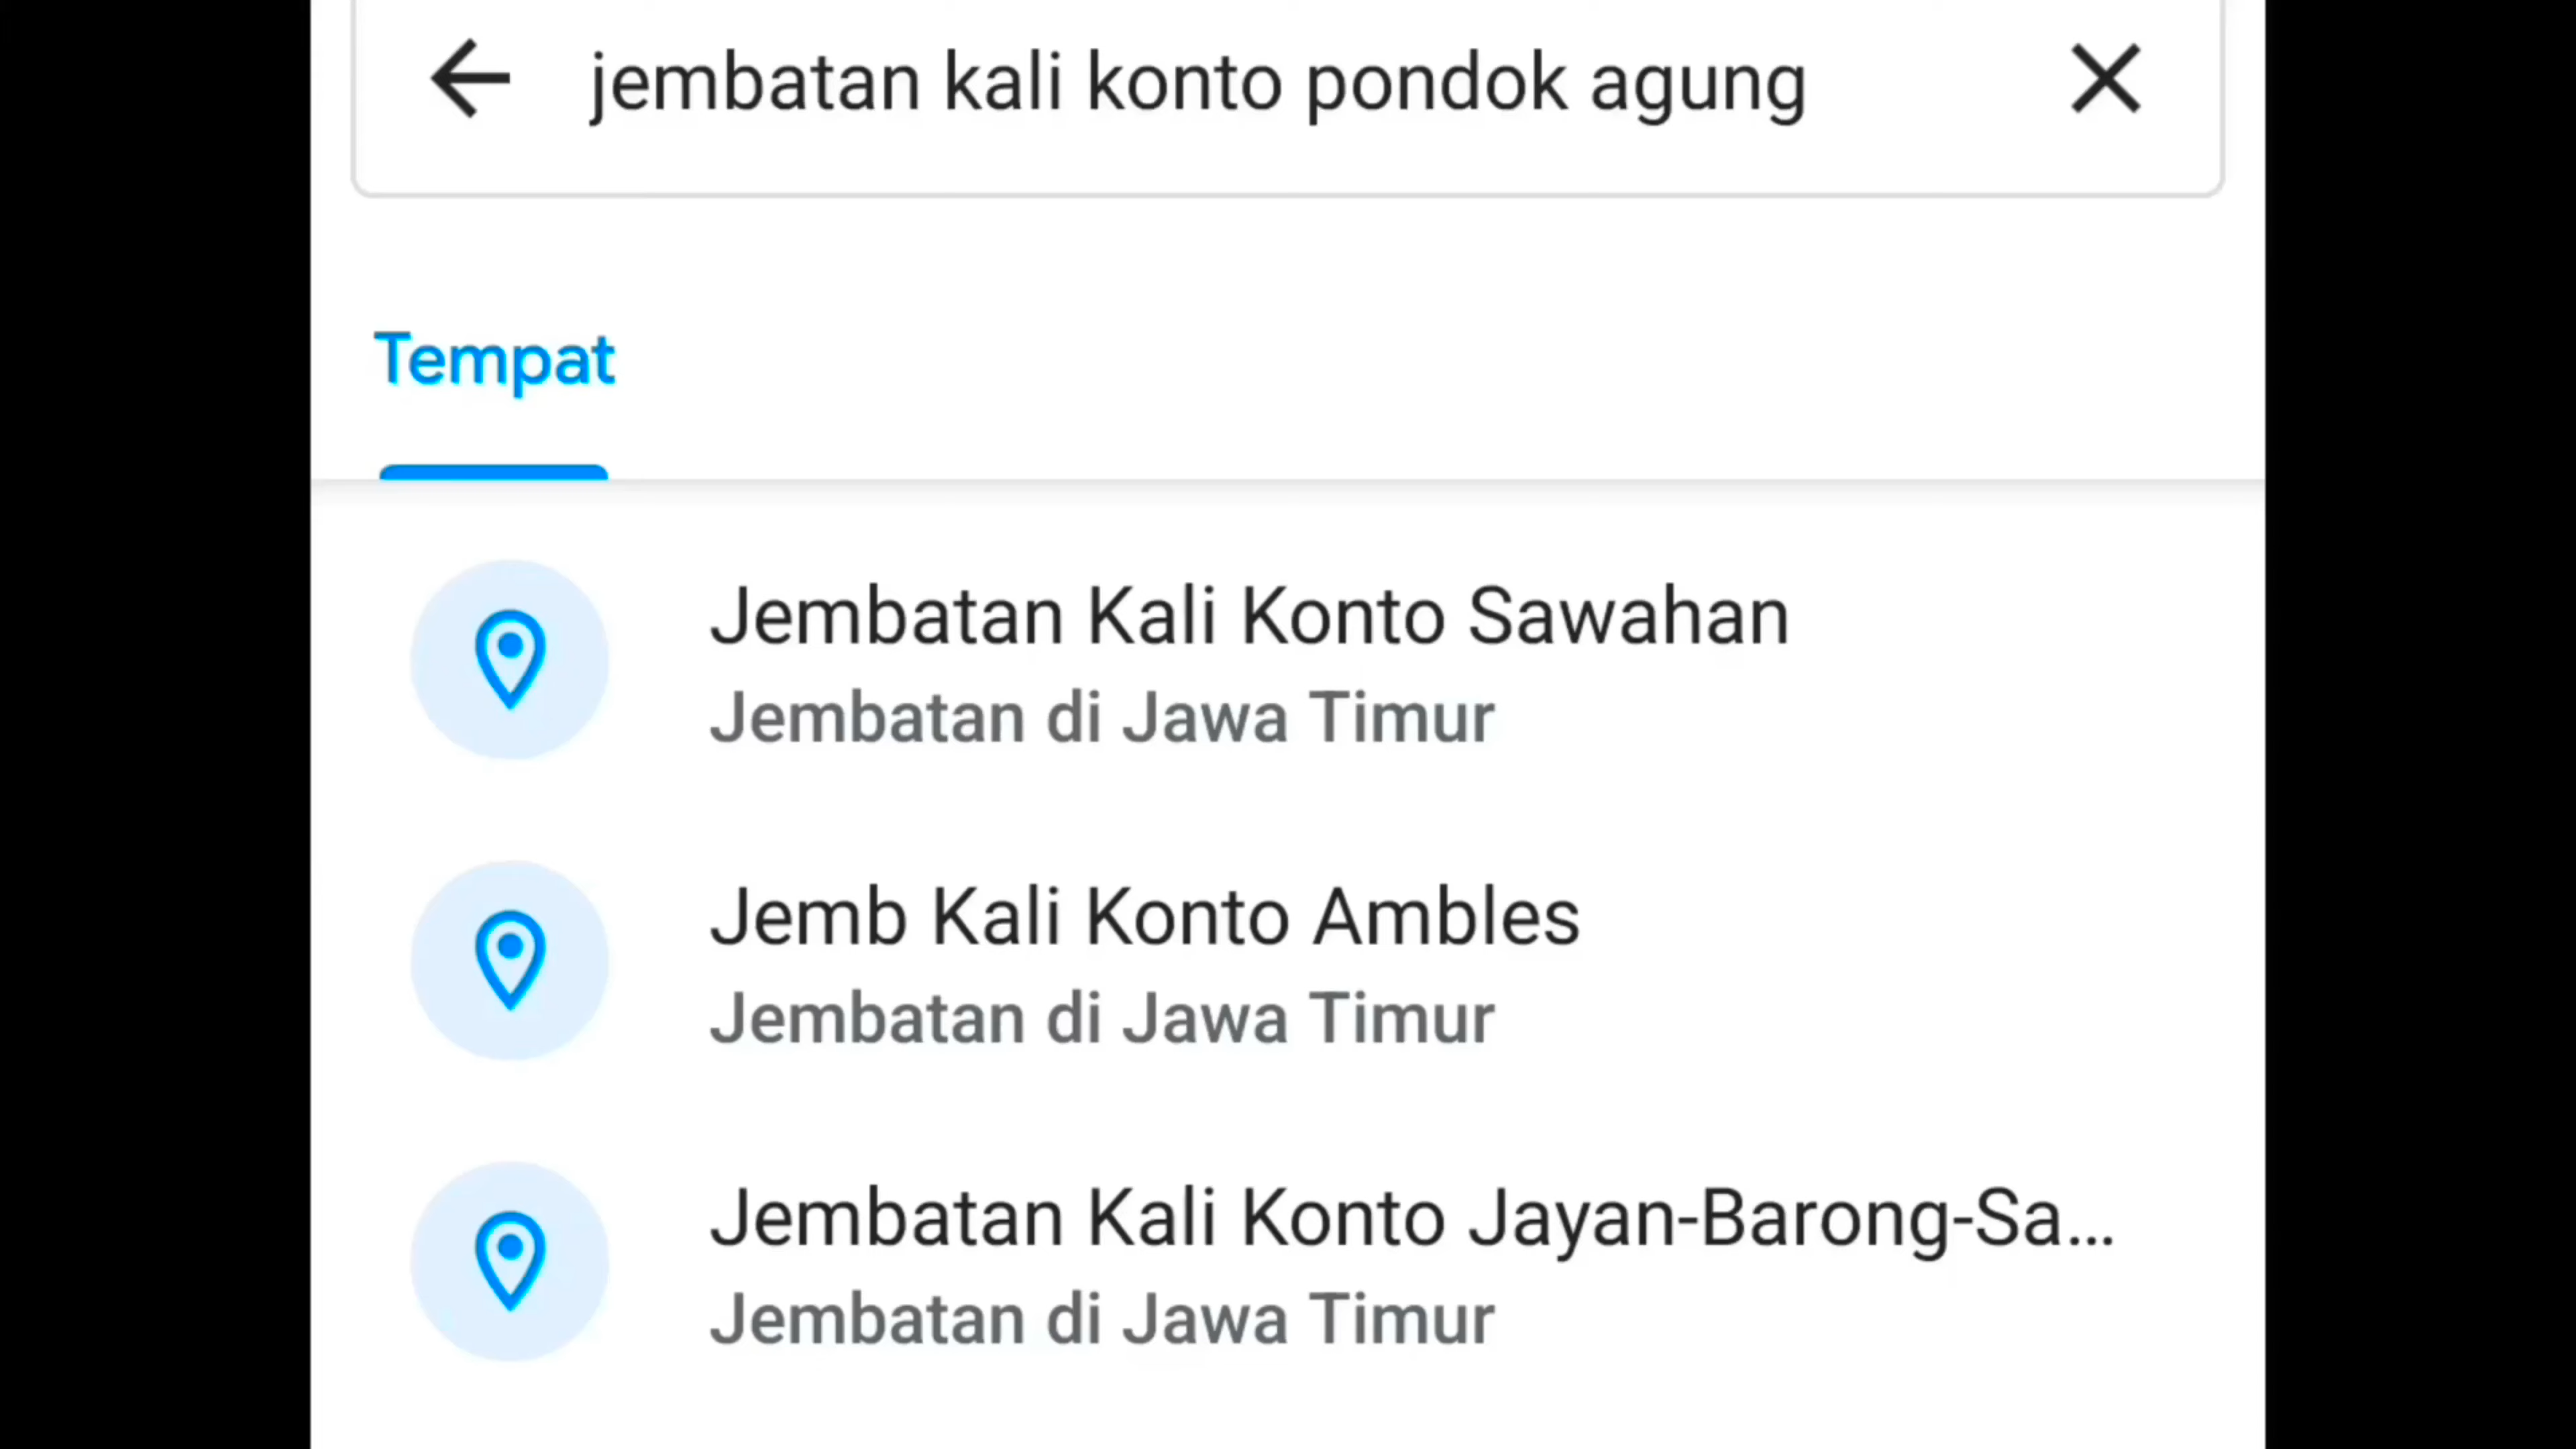 jembatan kali konto pondok agung
Tempat
Jembatan Kali Konto Sawahan
Jembatan di Jawa Timur
Jemb Kali Konto Ambles
Jembatan di Jawa Timur
Jembatan Kali Konto Jayan-Barong-Sa...
Jembatan di Jawa Timur